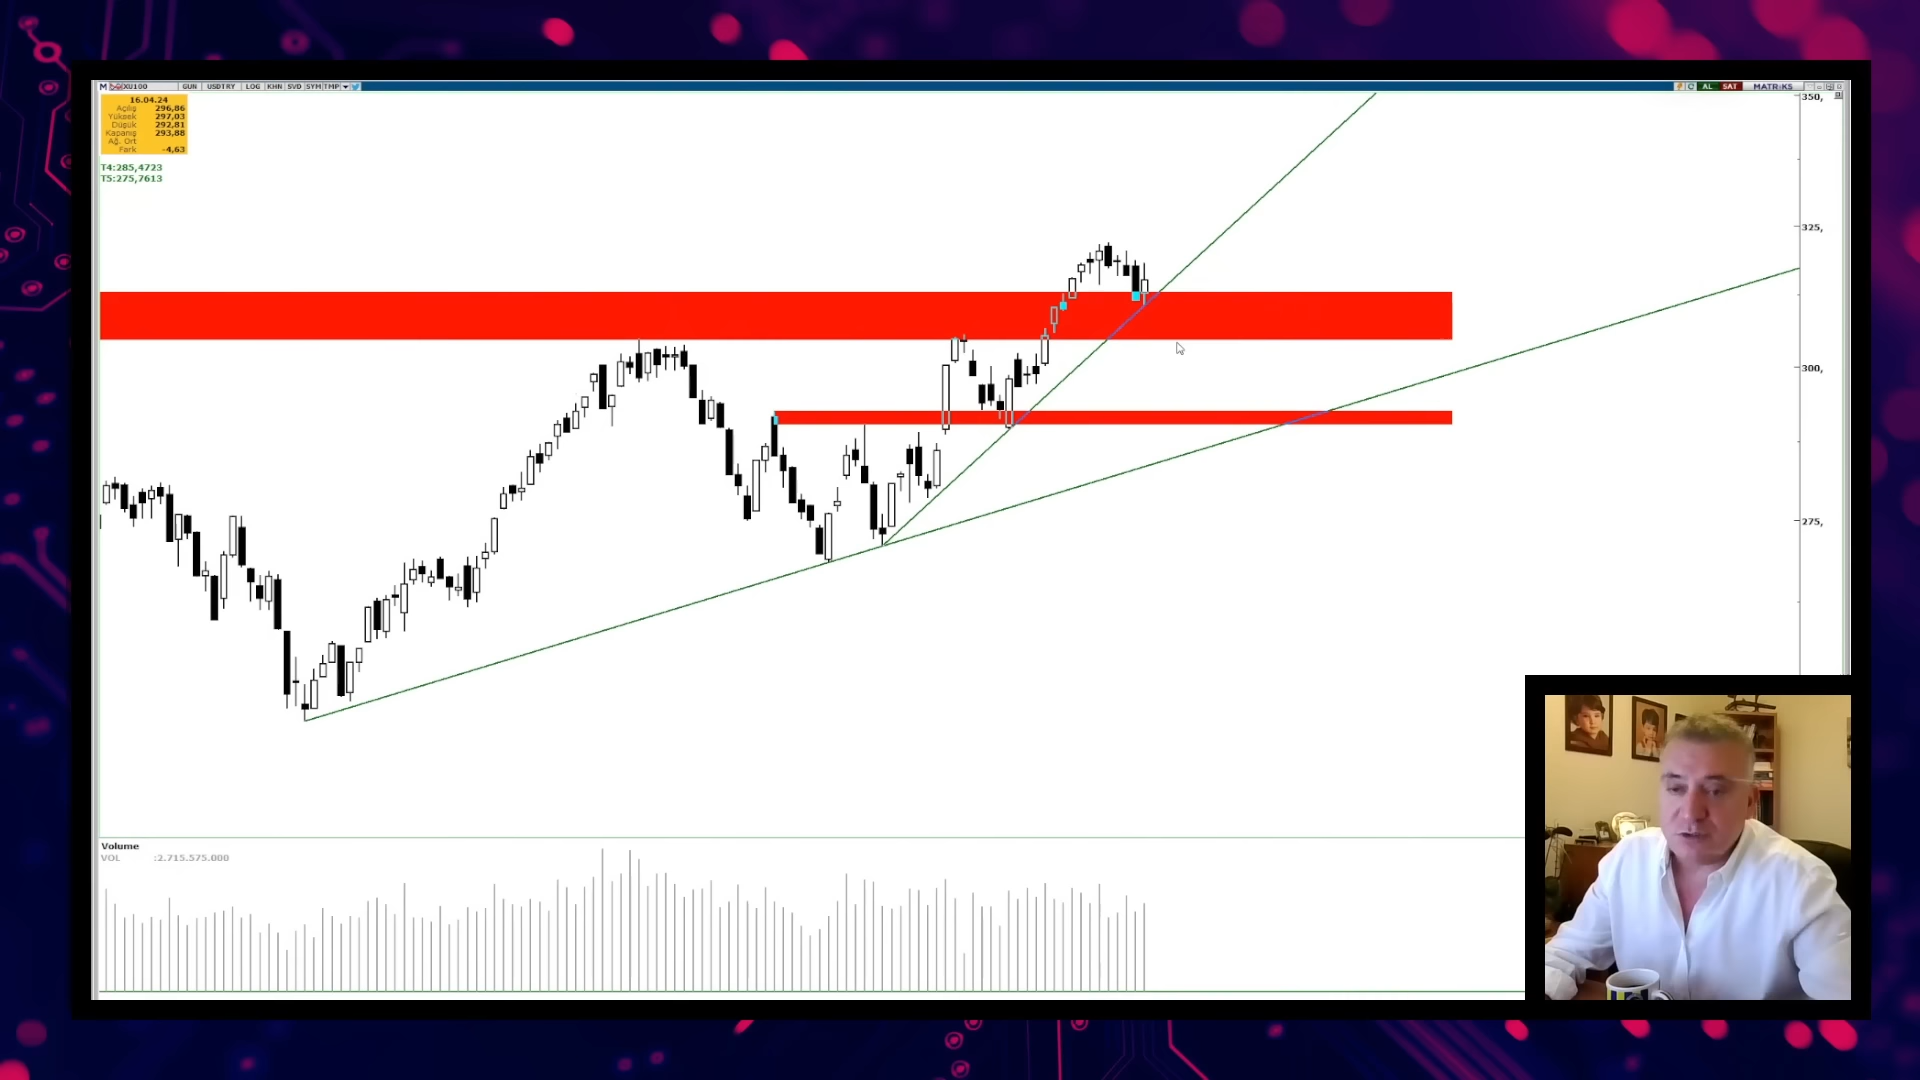 M XU100 GUN USDTRY LOG KHN SVD SYM TMP
AL SAT MATRIKS
16.04.24
Açılış 296,86
Yüksek 297,03
Düşük 292,81
Kapanış 293,88
Ağ. Ort
Fark -4,63
T4:285,4723
T5:275,7613
350,
325,
300,
275,
Volume
VOL :2.715.575.000